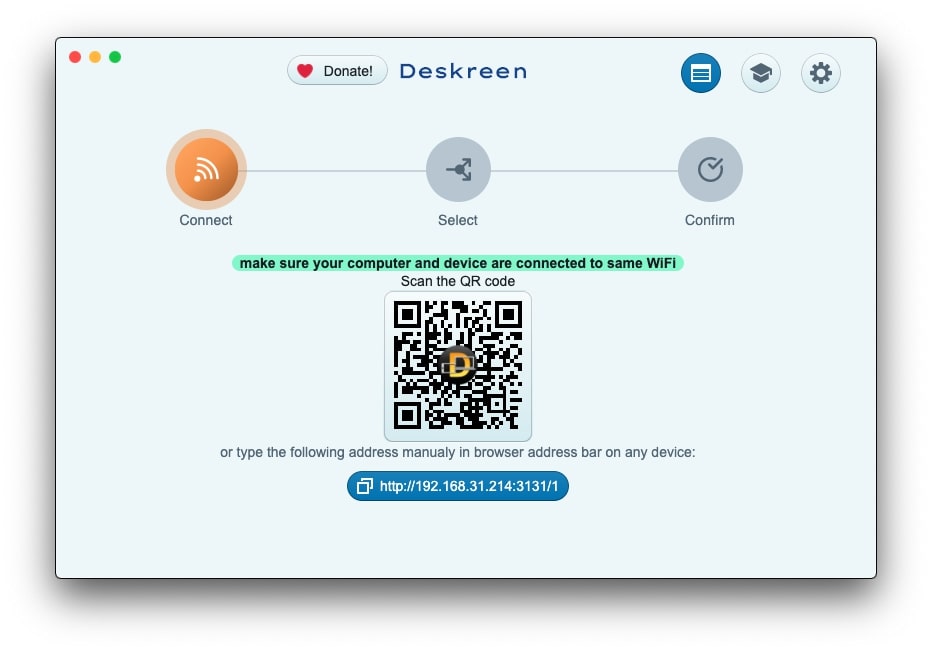 Donate!
Deskreen
Connect
Select
Confirm
make sure your computer and device are connected to same WiFi
Scan the QR code
D
or type the following address manualy in browser address bar on any device:
http://192.168.31.214:3131/1